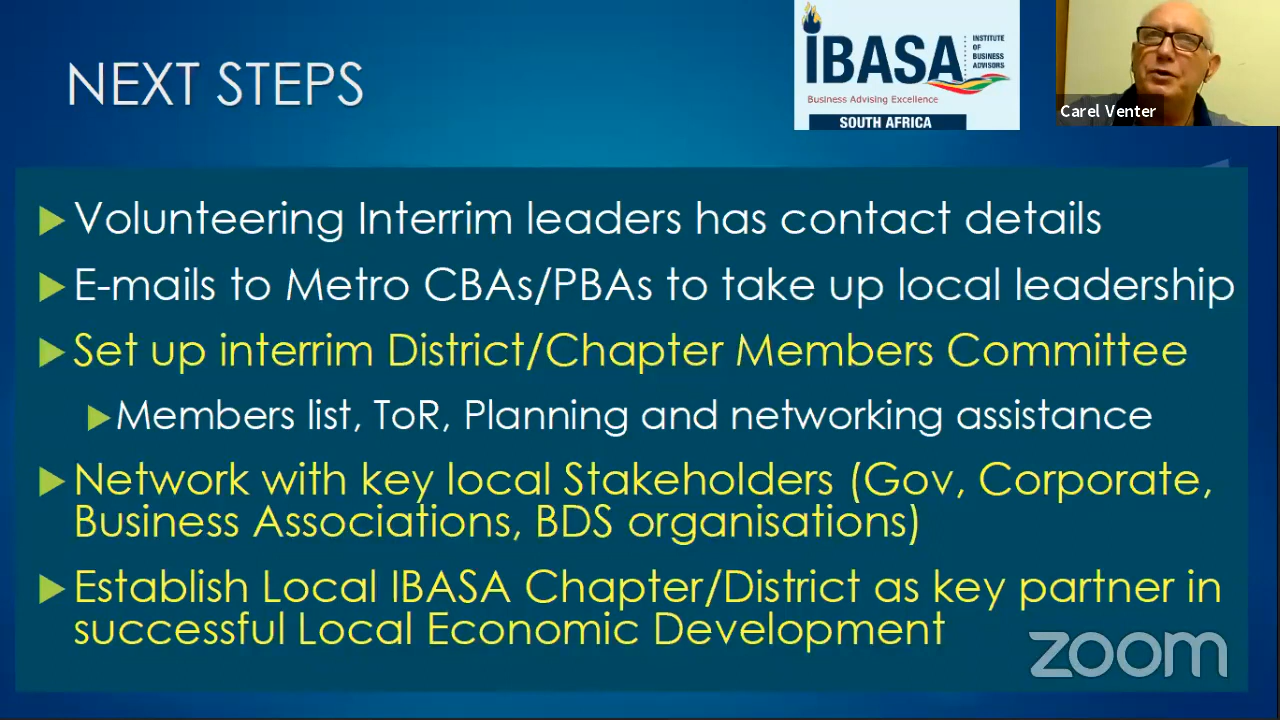 NEXT STEPS
IBASA
INSTITUTE
OF
BUSINESS
ADVISORS
Business Advising Excellence
SOUTH AFRICA
Carel Venter
Volunteering Interrim leaders has contact details
E-mails to Metro CBAs/PBAs to take up local leadership
Set up interrim District/Chapter Members Committee
Members list, ToR, Planning and networking assistance
Network with key local Stakeholders (Gov, Corporate,
Business Associations, BDS organisations)
Establish Local IBASA Chapter/District as key partner in
successful Local Economic Development
zoom